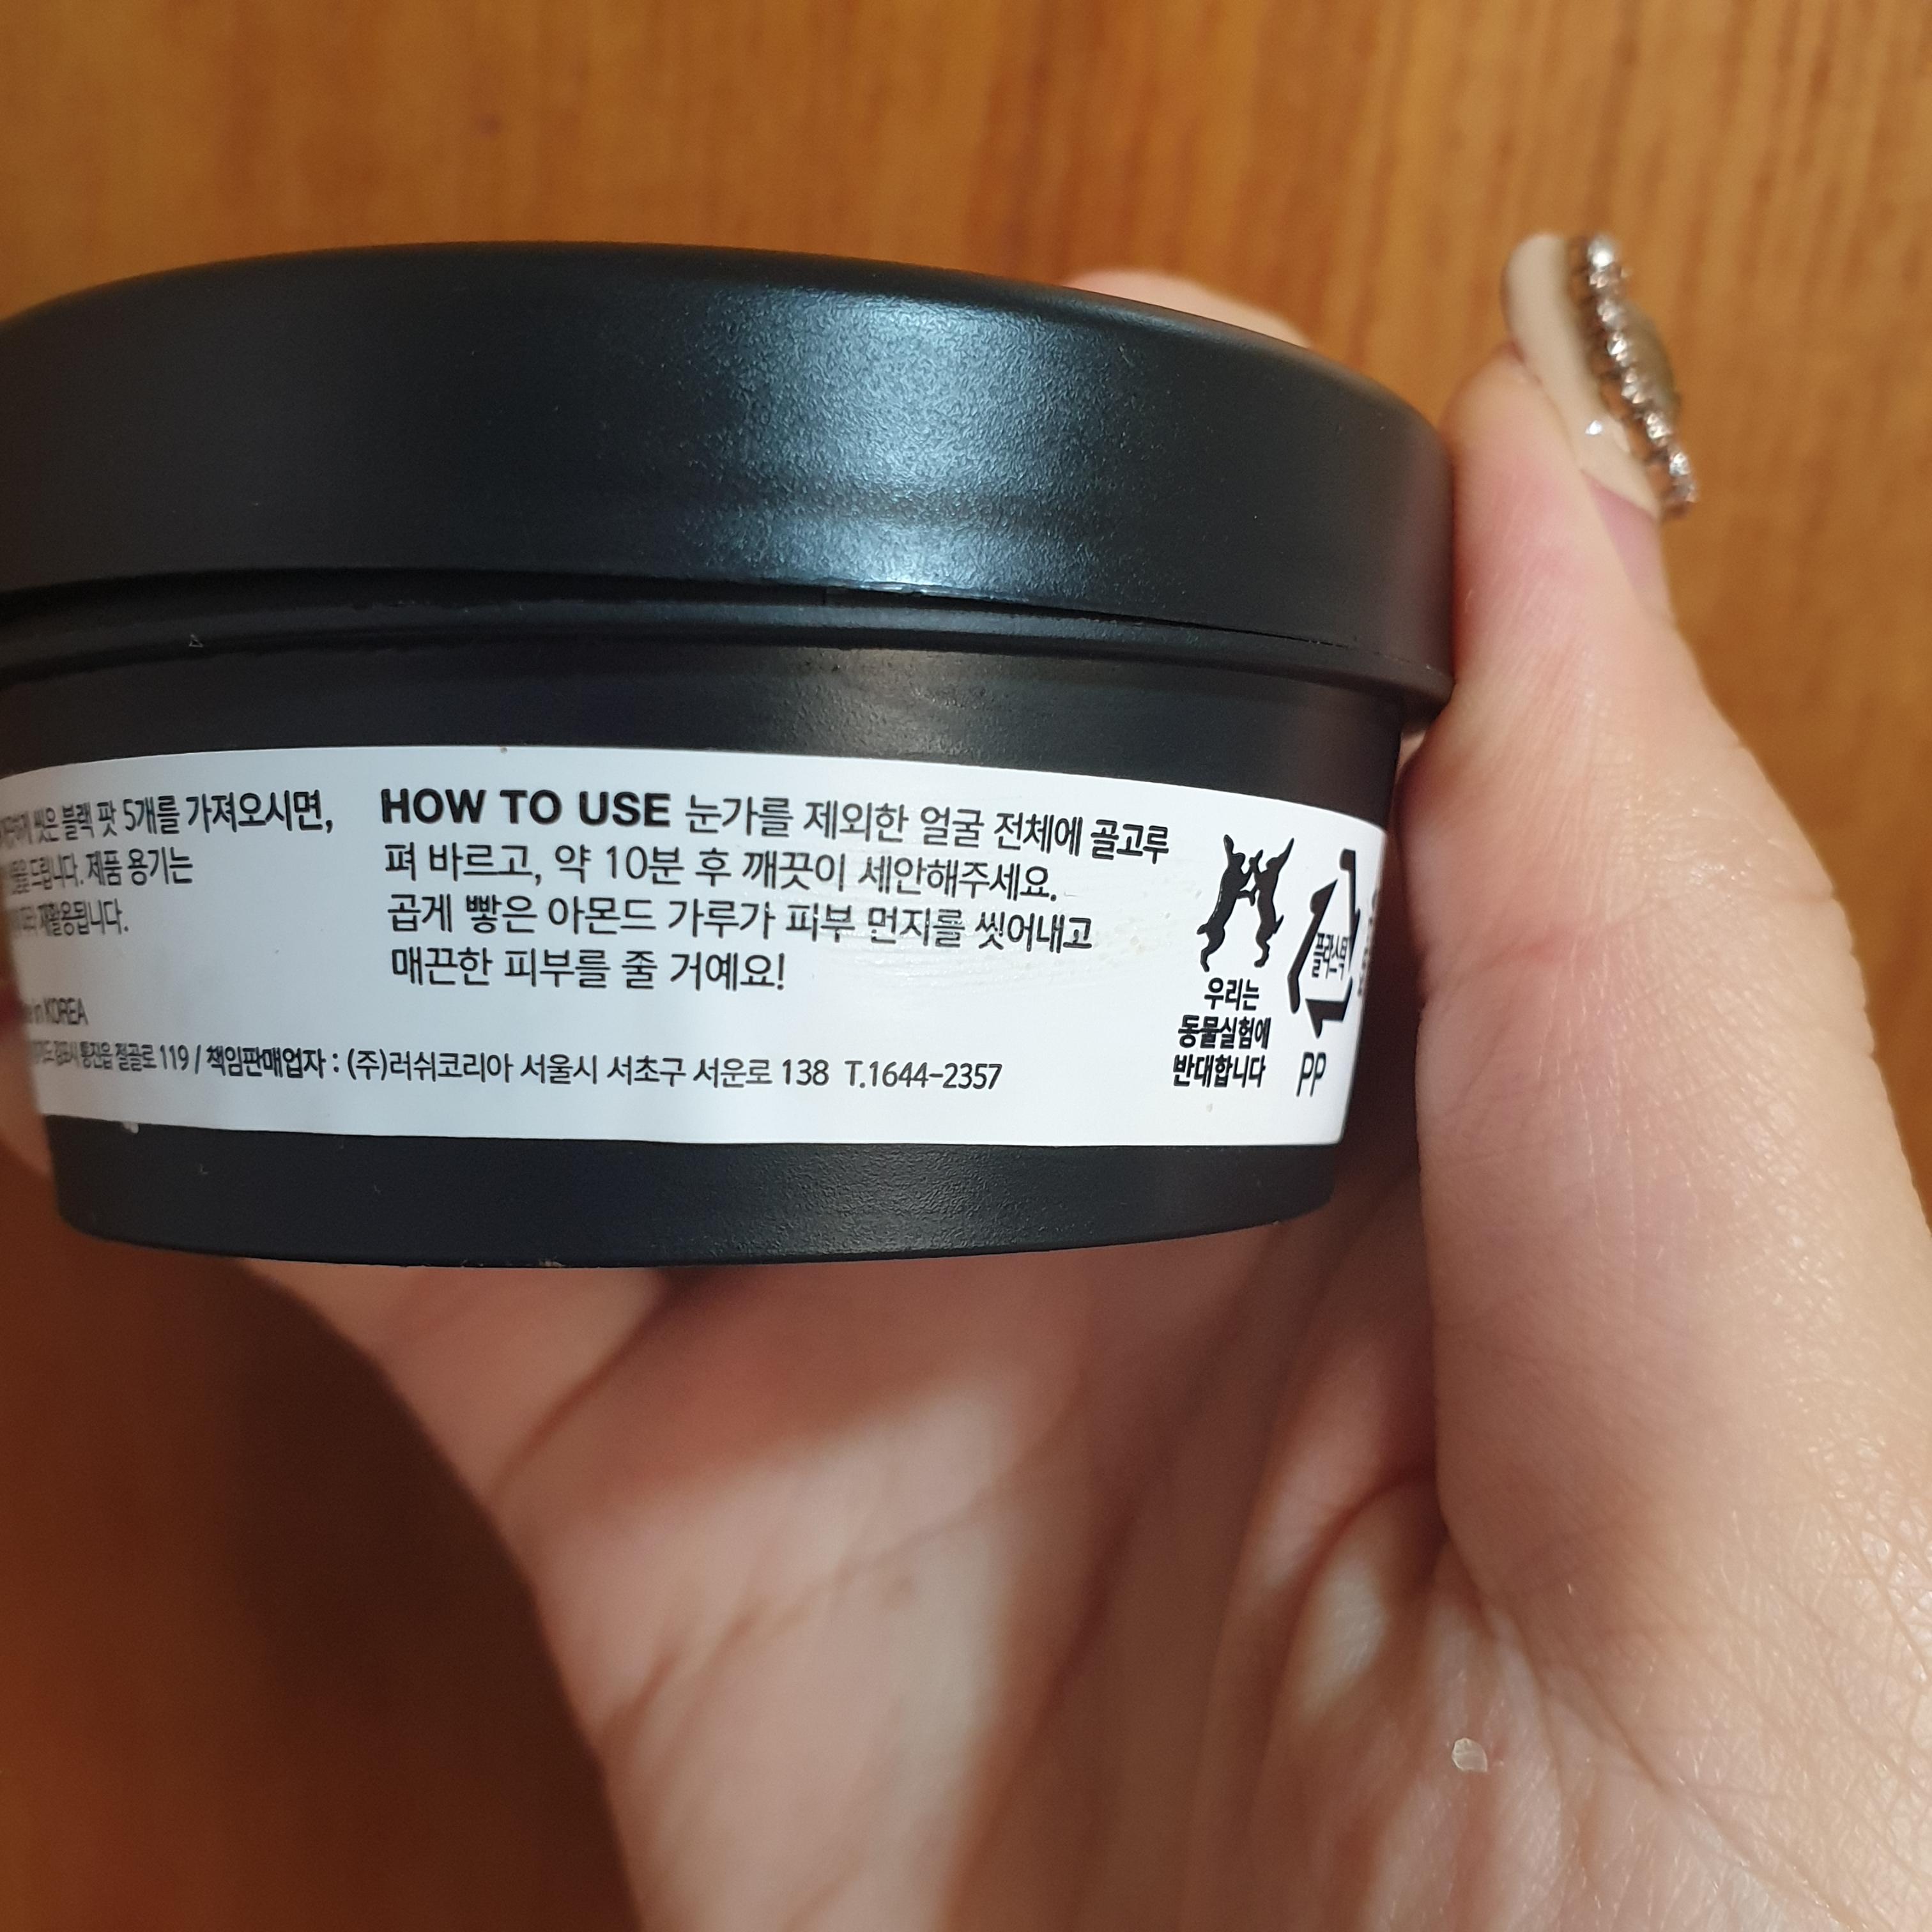 씻은 블랙 팟 5개를 가져오시면,
드립니다. 제품 용기는
재활용됩니다.
in KOREA
통진읍 절골로 119 / 책임판매업자 : (주)러쉬코리아 서울시 서초구 서운로 138 T.1644-2357
HOW TO USE 눈가를 제외한 얼굴 전체에 골고루
펴 바르고, 약 10분 후 깨끗이 세안해주세요.
곱게 빻은 아몬드 가루가 피부 먼지를 씻어내고
매끈한 피부를 줄 거예요!
우리는
동물실험에
반대합니다
플라스틱
PP